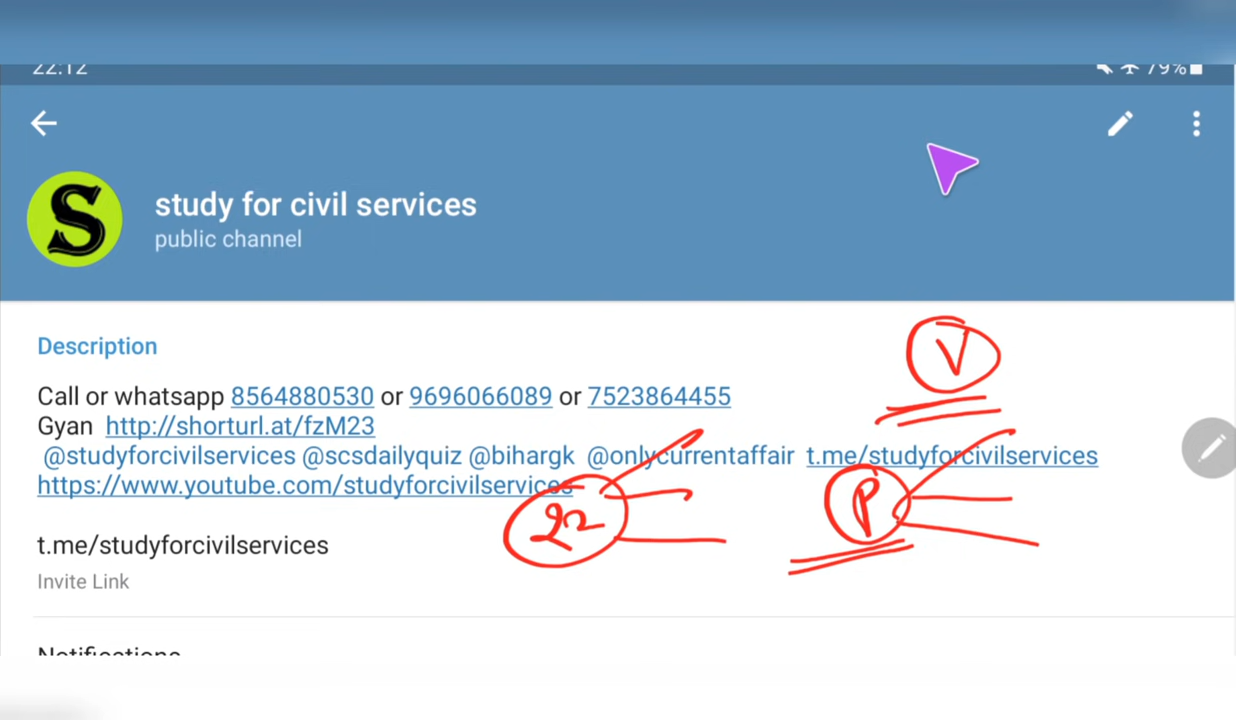 22:12
79%
S
study for civil services
public channel
Description
V
Call or whatsapp 8564880530 or 9696066089 or 7523864455
Gyan http://shorturl.at/fzM23
@studyforcivilservices @scsdailyquiz @bihargk @onlycurrentaffair t.me/studyforcivilservices
https://www.youtube.com/studyforcivilservices
22
P
t.me/studyforcivilservices
Invite Link
Notifications